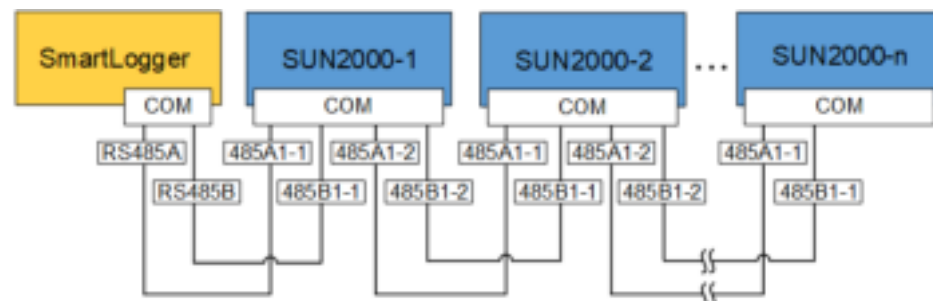 SmartLogger SUN2000-1 SUN2000-2 ... SUN2000-n
COM COM COM COM
RS485A 485A1-1 485A1-2 485A1-1 485A1-2 485A1-1
RS485B 485B1-1 485B1-2 485B1-1 485B1-2 485B1-1